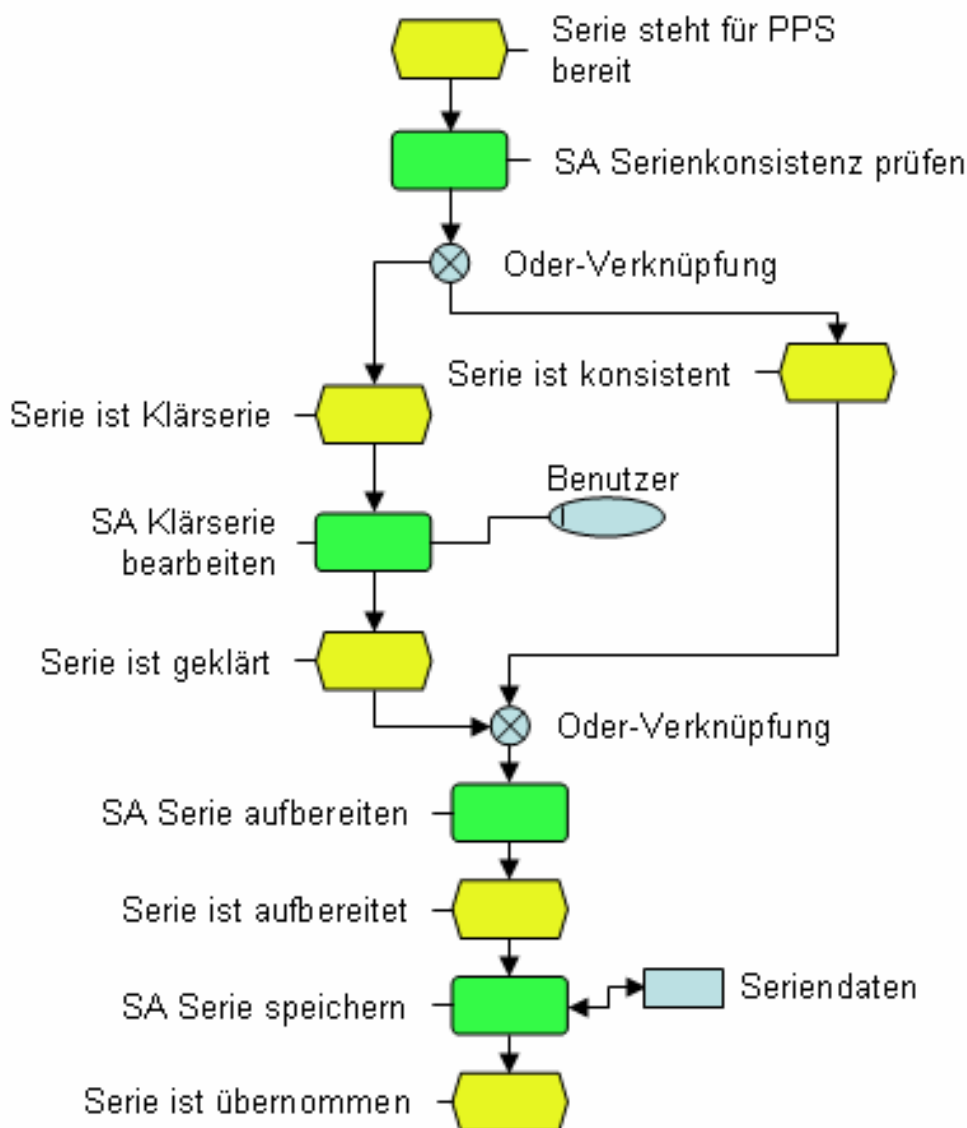 Serie steht für PPS
bereit
SA Serienkonsistenz prüfen
Oder-Verknüpfung
Serie ist konsistent
Serie ist Klärserie
Benutzer
SA Klärserie
bearbeiten
Serie ist geklärt
Oder-Verknüpfung
SA Serie aufbereiten
Serie ist aufbereitet
SA Serie speichern
Seriendaten
Serie ist übernommen